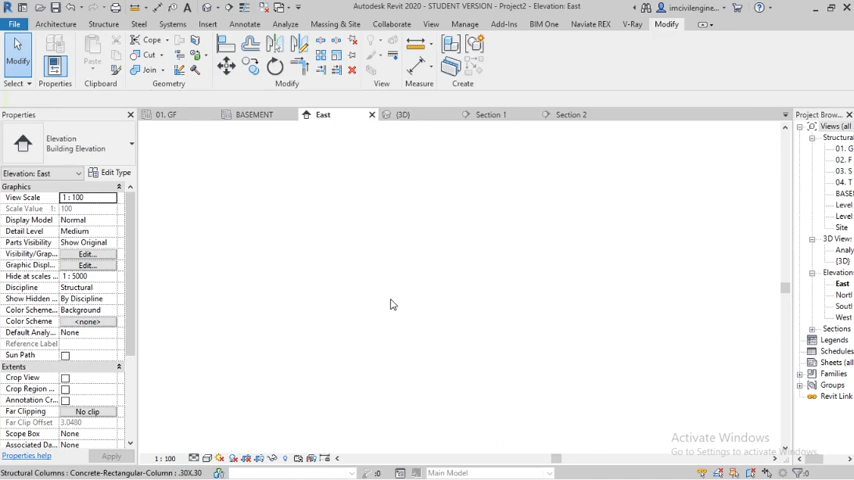 Autodesk Revit 2020 - STUDENT VERSION - Project2 - Elevation: East
imcivilengine...
File Architecture Structure Steel Systems Insert Annotate Analyze Massing & Site Collaborate View Manage Add-Ins BIM One Naviate REX V-Ray Modify
Modify Paste Cope Cut Join
Select Properties Clipboard Geometry Modify View Measure Create
Properties
01. GF BASEMENT East {3D} Section 1 Section 2
Project Brow...
Elevation
Building Elevation
Elevation: East Edit Type
Graphics
View Scale 1 : 100
Scale Value 1: 100
Display Model Normal
Detail Level Medium
Parts Visibility Show Original
Visibility/Grap... Edit...
Graphic Displ... Edit...
Hide at scales ... 1 : 5000
Discipline Structural
Show Hidden ... By Discipline
Color Scheme... Background
Color Scheme <none>
Default Analy... None
Reference Label
Sun Path
Extents
Crop View
Crop Region ...
Annotation Cr...
Far Clipping No clip
Far Clip Offset 3.0480
Scope Box None
Associated Da... None
Properties help Apply
Views (all
Structural
01. G
02. F
03. S
04. T
BASE
Level
Level
Site
3D View:
Analy
{3D}
Elevation:
East
Nortl
Soutl
West
Sections
Legends
Schedules
Sheets (all
Families
Groups
Revit Link
Activate Windows
Go to Settings to activate Windows.
1 : 100
Structural Columns : Concrete-Rectangular-Column : .30X.30
:0
Main Model
:0